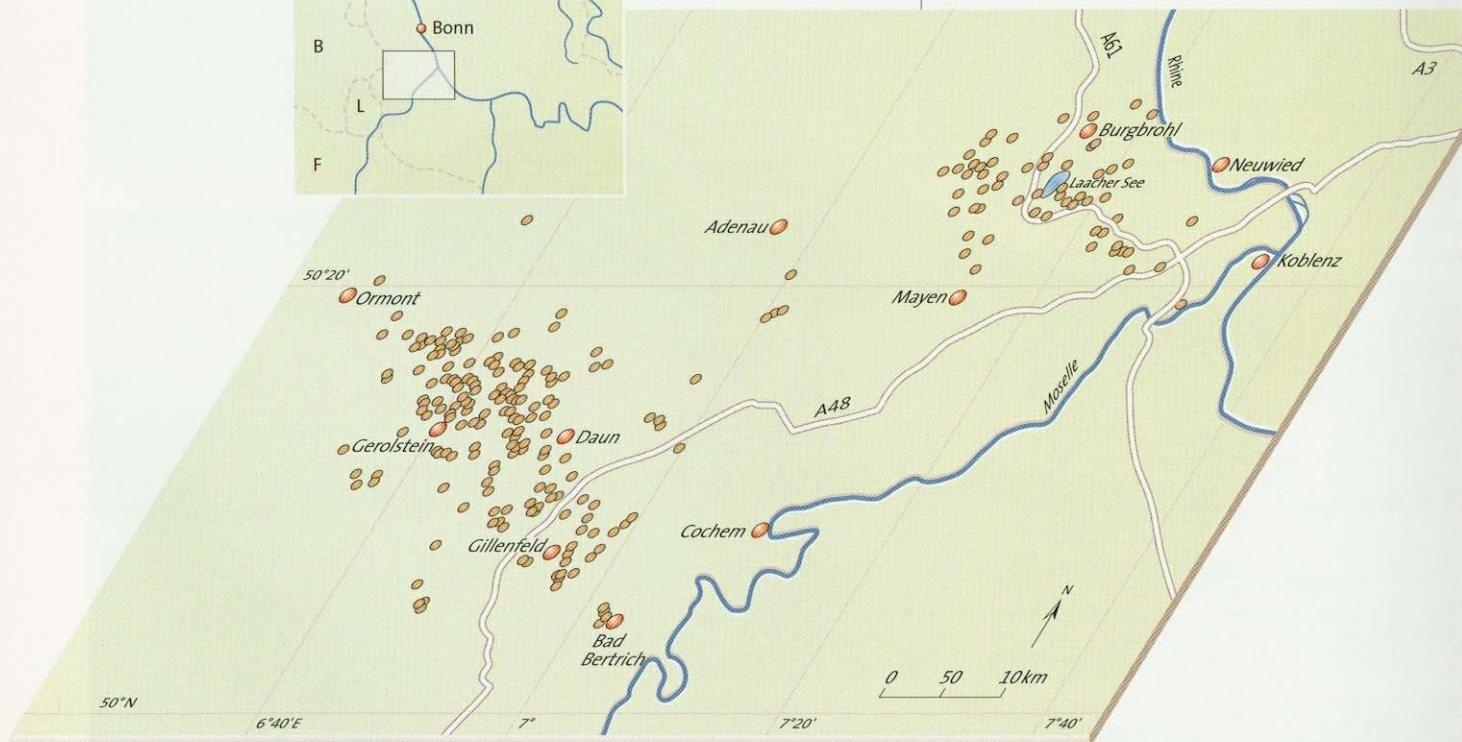 Bonn
B
L
F
A61
Rhine
A3
Burgbrohl
Neuwied
Laacher See
Adenau
Koblenz
50°20'
Ormont
Mayen
Moselle
A48
Gerolstein
Daun
Cochem
Gillenfeld
N
Bad
Bertrich
0 50 10km
50°N
6°40'E
7°
7°20'
7°40'